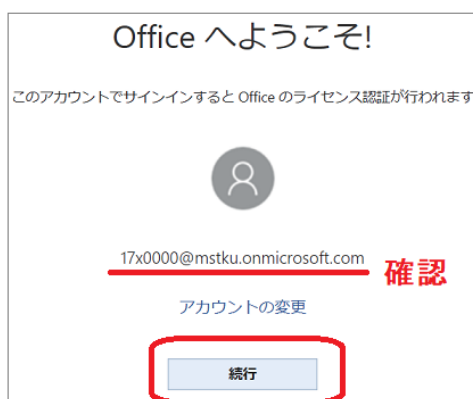 Office へようこそ!
このアカウントでサインインすると Office のライセンス認証が行われます
17x0000@mstku.onmicrosoft.com
確認
アカウントの変更
続行